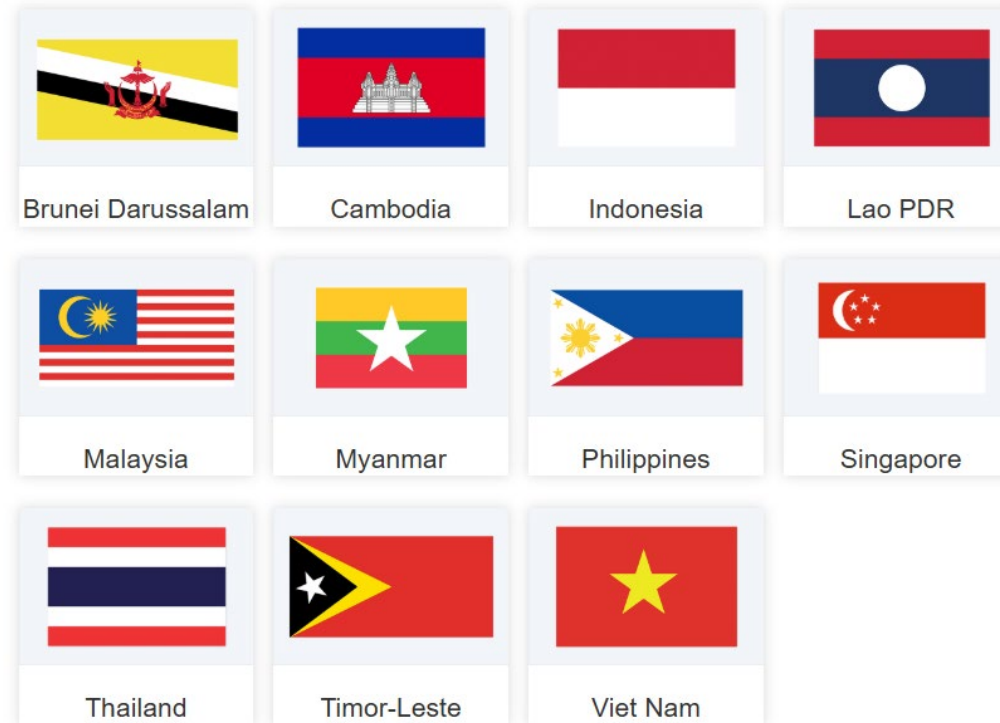 Brunei Darussalam
Cambodia
Indonesia
Lao PDR
Malaysia
Myanmar
Philippines
Singapore
Thailand
Timor-Leste
Viet Nam